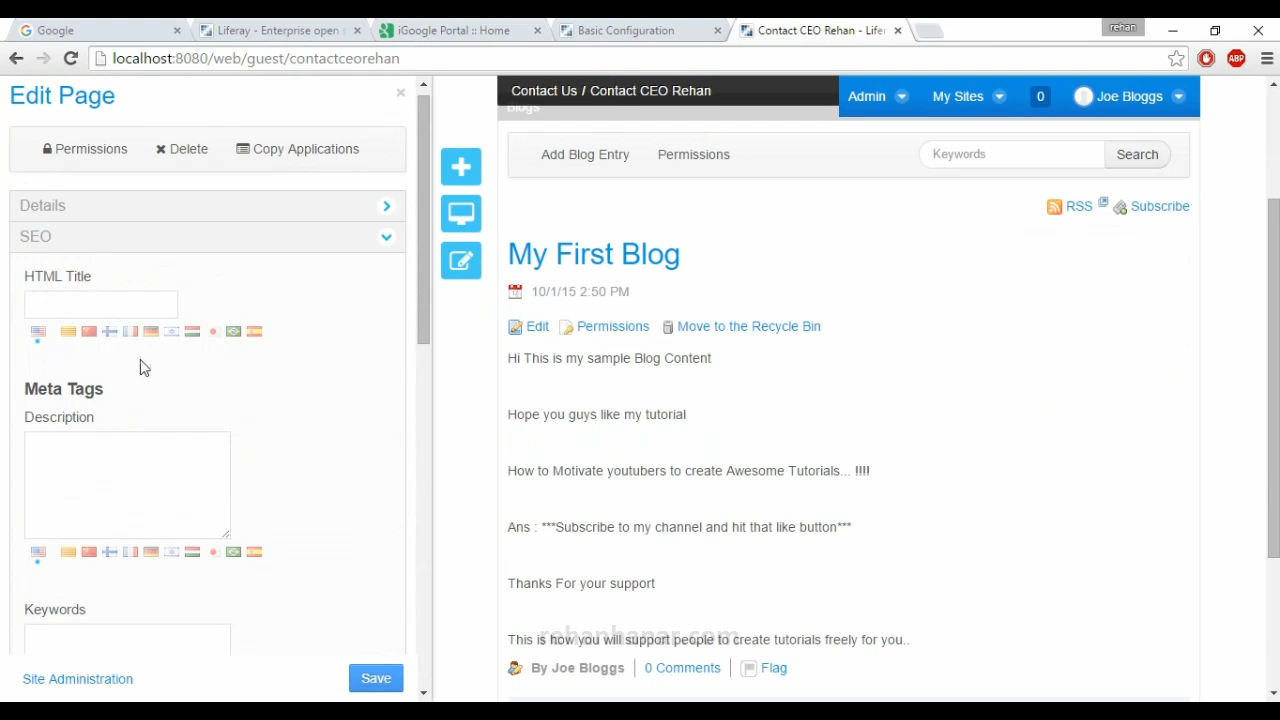 Google
Liferay - Enterprise open s
iGoogle Portal :: Home
Basic Configuration
Contact CEO Rehan - Lifer
rehan
localhost:8080/web/guest/contactceorehan
ABP
Edit Page
Permissions
Delete
Copy Applications
Details
SEO
HTML Title
Meta Tags
Description
Keywords
Site Administration
Save
Contact Us / Contact CEO Rehan
Blogs
Admin
My Sites
0
Joe Bloggs
Add Blog Entry
Permissions
Keywords
Search
RSS
Subscribe
My First Blog
10/1/15 2:50 PM
Edit
Permissions
Move to the Recycle Bin
Hi This is my sample Blog Content
Hope you guys like my tutorial
How to Motivate youtubers to create Awesome Tutorials... !!!!
Ans : ***Subscribe to my channel and hit that like button***
Thanks For your support
This is how you will support people to create tutorials freely for you..
By Joe Bloggs
0 Comments
Flag